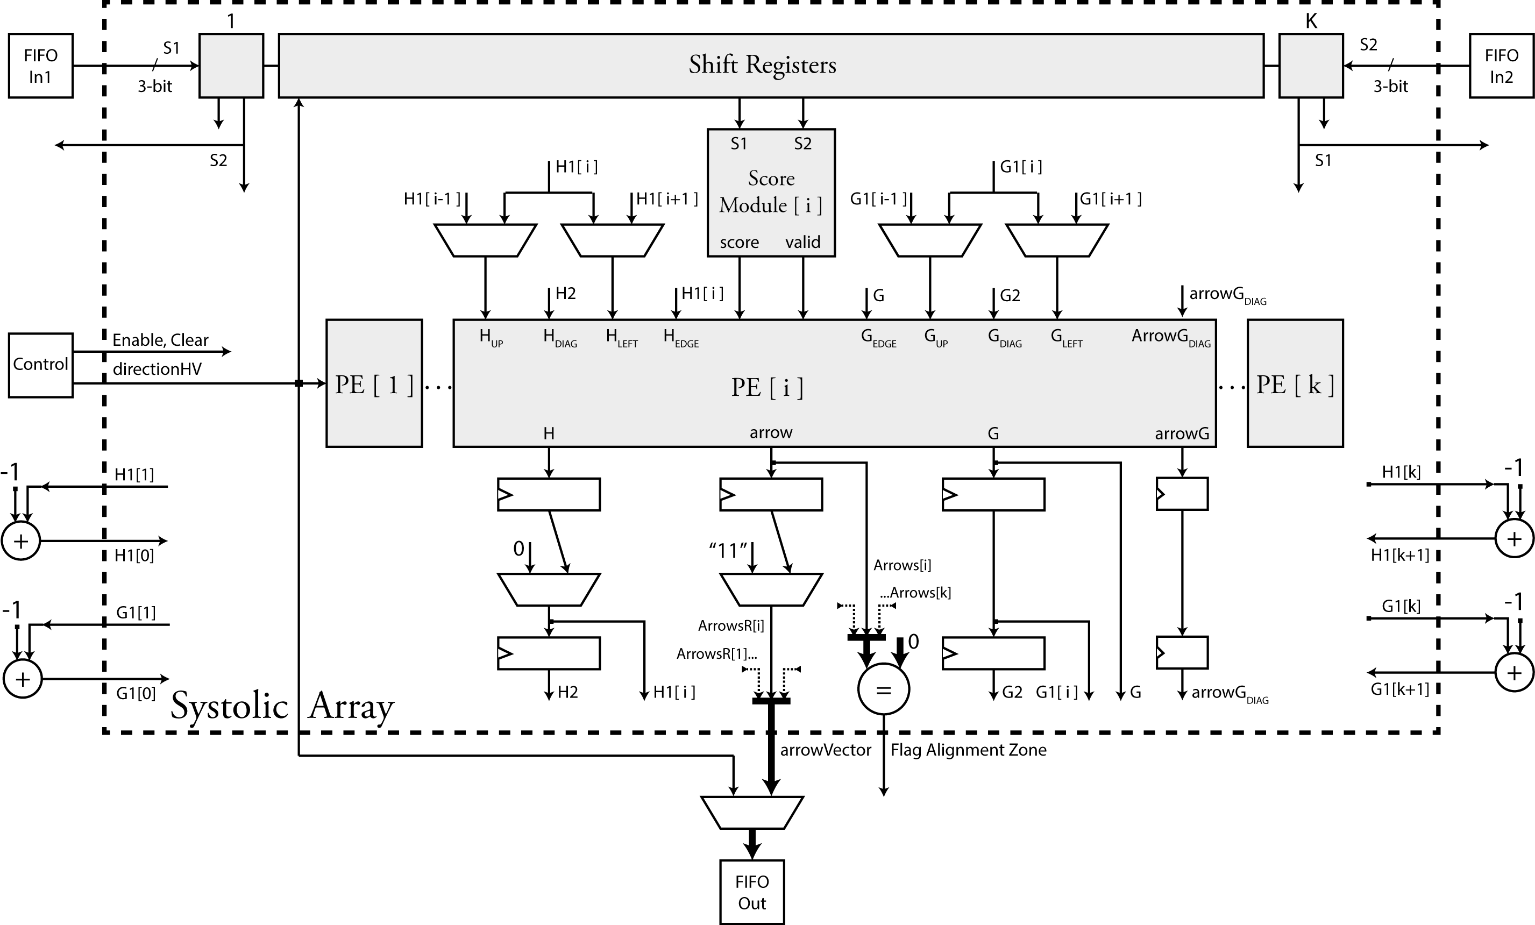 1
K
FIFO
In1
S1
3-bit
Shift Registers
S2
3-bit
FIFO
In2
S2
S1
S1 S2
Score
Module [ i ]
score valid
H1[ i ]
H1[ i-1 ]
H1[ i+1 ]
G1[ i ]
G1[ i-1 ]
G1[ i+1 ]
H2
H1[ i ]
G
G2
arrowG DIAG
Control
Enable, Clear
directionHV
PE [ 1 ]
...
H UP H DIAG H LEFT H EDGE G EDGE G UP G DIAG G LEFT ArrowG DIAG
PE [ i ]
H arrow G arrowG
...
PE [ k ]
-1
H1[1]
+
H1[0]
-1
G1[1]
+
G1[0]
H1[k]
-1
+
H1[k+1]
G1[k]
-1
+
G1[k+1]
0
“11”
Arrows[i]
...Arrows[k]
ArrowsR[i]
ArrowsR[1]...
0
=
H2
H1[ i ]
G2
G1[ i ]
G
arrowG DIAG
Systolic Array
arrowVector
Flag Alignment Zone
FIFO
Out